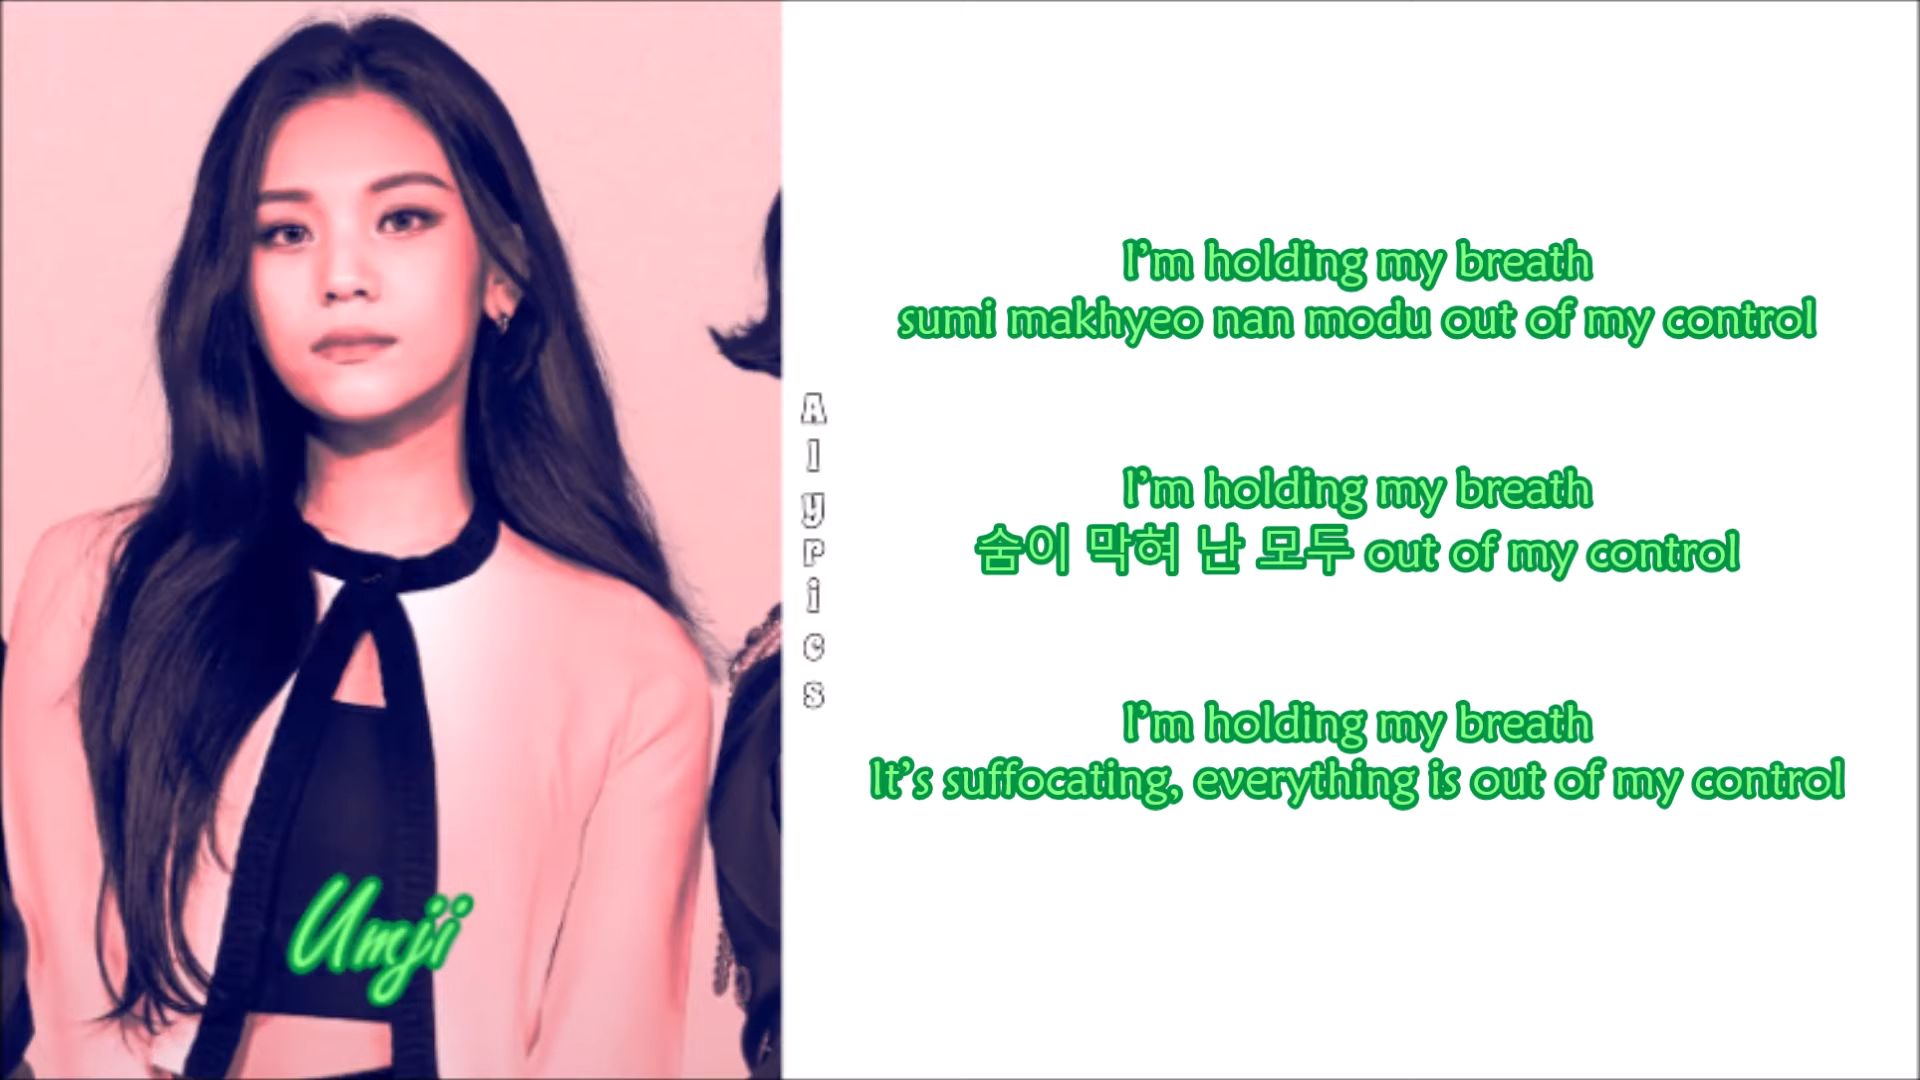 I'm holding my breath
sumi makhyeo nan modu out of my control
Alyrics
I'm holding my breath
숨이 막혀 난 모두 out of my control
I'm holding my breath
It's suffocating, everything is out of my control
Umji